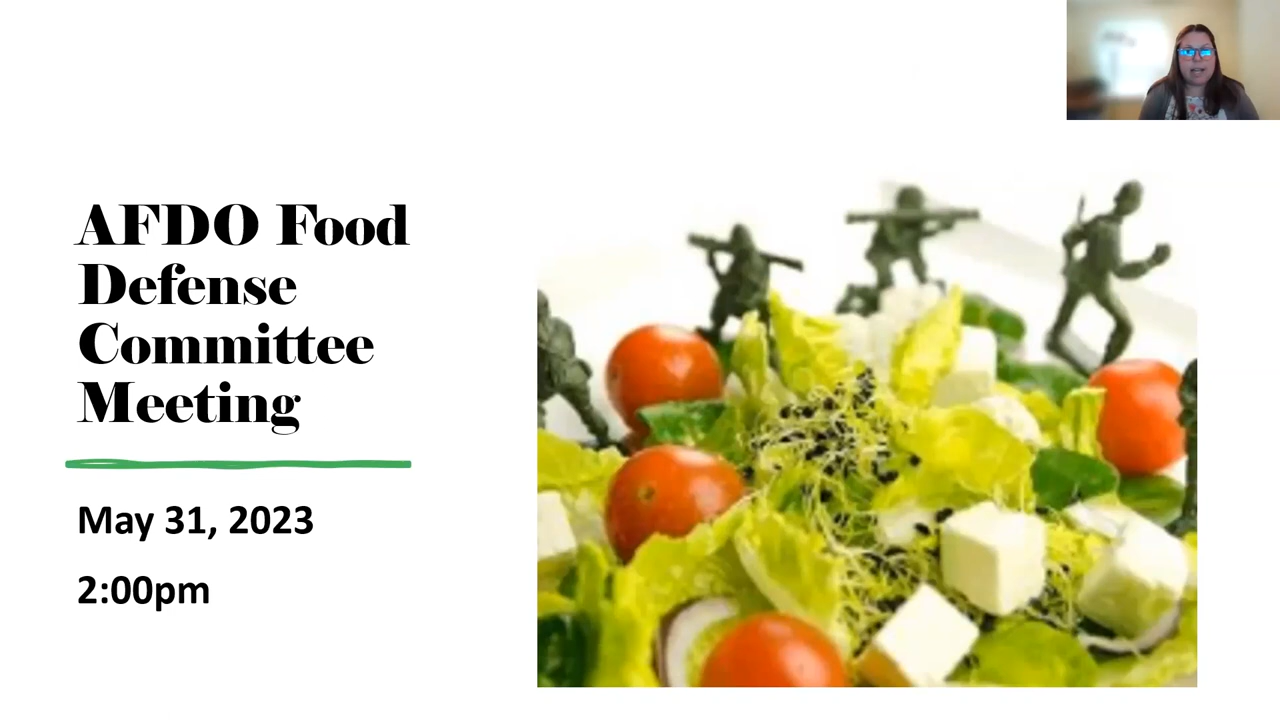 AFDO Food
Defense
Committee
Meeting
May 31, 2023
2:00pm